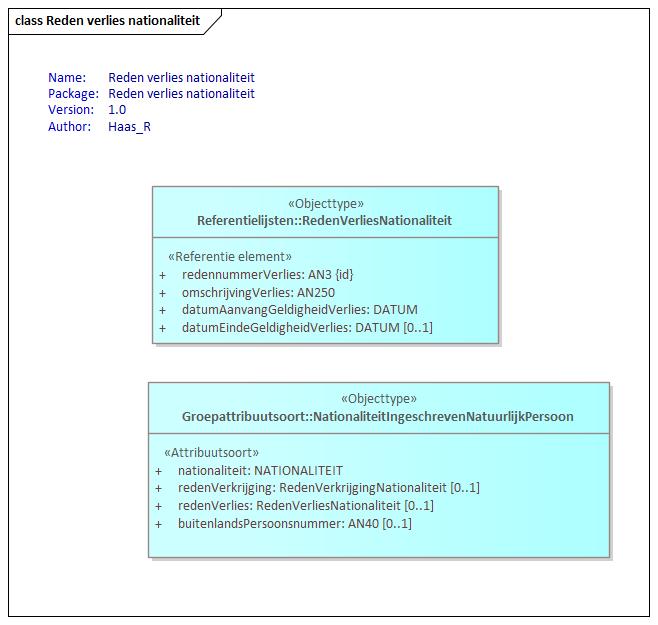 class Reden verlies nationaliteit
Name: Reden verlies nationaliteit
Package: Reden verlies nationaliteit
Version: 1.0
Author: Haas_R
«Objecttype»
Referentielijsten::RedenVerliesNationaliteit
«Referentie element»
+ redennummerVerlies: AN3 {id}
+ omschrijvingVerlies: AN250
+ datumAanvangGeldigheidVerlies: DATUM
+ datumEindeGeldigheidVerlies: DATUM [0..1]
«Objecttype»
Groepattribuutsoort::NationaliteitIngeschrevenNatuurlijkPersoon
«Attribuutsoort»
+ nationaliteit: NATIONALITEIT
+ redenVerkrijging: RedenVerkrijgingNationaliteit [0..1]
+ redenVerlies: RedenVerliesNationaliteit [0..1]
+ buitenlandsPersoonsnummer: AN40 [0..1]